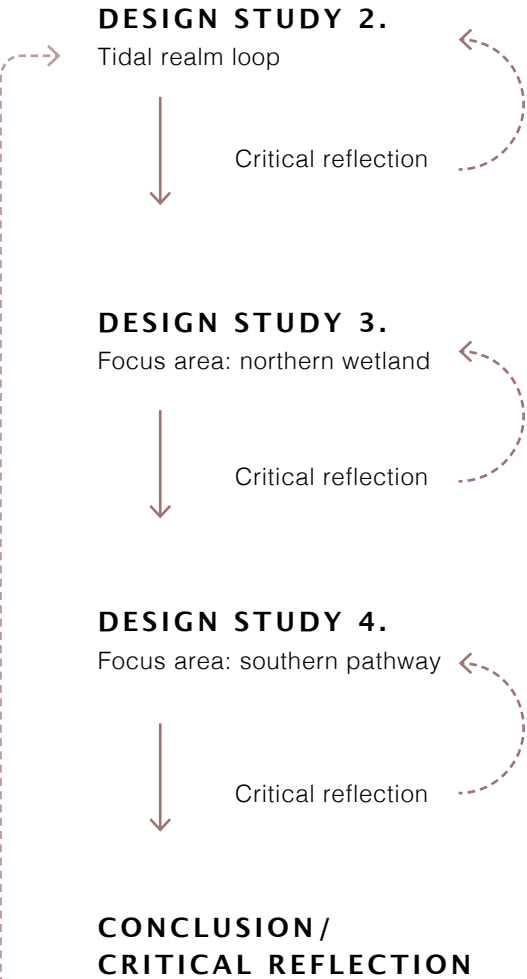 DESIGN STUDY 2.
Tidal realm loop
Critical reflection
DESIGN STUDY 3.
Focus area: northern wetland
Critical reflection
DESIGN STUDY 4.
Focus area: southern pathway
Critical reflection
CONCLUSION/
CRITICAL REFLECTION